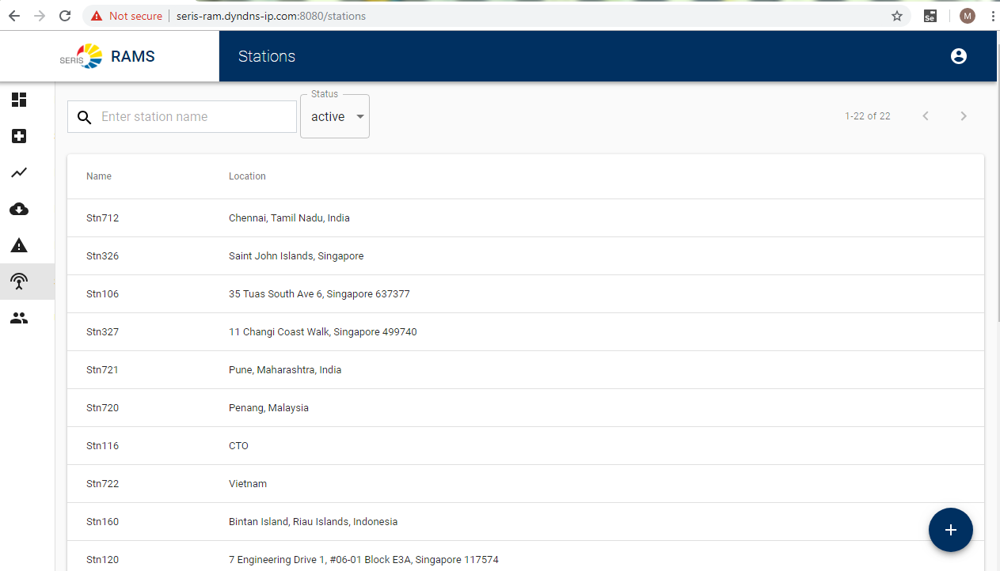 Not secure | seris-ram.dyndns-ip.com:8080/stations
Se
M
SERIS RAMS
Stations
Enter station name
Status
active
1-22 of 22
Name Location
Stn712 Chennai, Tamil Nadu, India
Stn326 Saint John Islands, Singapore
Stn106 35 Tuas South Ave 6, Singapore 637377
Stn327 11 Changi Coast Walk, Singapore 499740
Stn721 Pune, Maharashtra, India
Stn720 Penang, Malaysia
Stn116 CTO
Stn722 Vietnam
Stn160 Bintan Island, Riau Islands, Indonesia
Stn120 7 Engineering Drive 1, #06-01 Block E3A, Singapore 117574